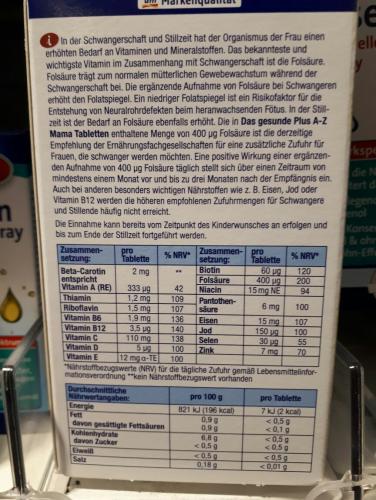 dm Markenqualität
i In der Schwangerschaft und Stillzeit hat der Organismus der Frau einen
erhöhten Bedarf an Vitaminen und Mineralstoffen. Das bekannteste und
wichtigste Vitamin im Zusammenhang mit Schwangerschaft ist die Folsäure.
Folsäure trägt zum normalen mütterlichen Gewebewachstum während der
Schwangerschaft bei. Die ergänzende Aufnahme von Folsäure bei Schwangeren
erhöht den Folatspiegel. Ein niedriger Folatspiegel ist ein Risikofaktor für die
Entstehung von Neuralrohrdefekten beim heranwachsenden Fötus. In der Still-
zeit ist der Bedarf an Folsäure ebenfalls erhöht. Die in Das gesunde Plus A-Z
Mama Tabletten enthaltene Menge von 400 µg Folsäure ist die derzeitige
Empfehlung der Ernährungsfachgesellschaften für eine zusätzliche Zufuhr für
Frauen, die schwanger werden möchten. Eine positive Wirkung einer ergänzen-
den Aufnahme von 400 µg Folsäure täglich stellt sich über einen Zeitraum von
mindestens einem Monat vor und bis zu drei Monaten nach der Empfängnis ein.
Auch bei anderen besonders wichtigen Nährstoffen wie z. B. Eisen, Jod oder
Vitamin B12 werden die höheren empfohlenen Zufuhrmengen für Schwangere
und Stillende häufig nicht erreicht.
Die Einnahme kann bereits vom Zeitpunkt des Kinderwunsches an erfolgen und
bis zum Ende der Stillzeit fortgeführt werden.
Zusammen- setzung: pro Tablette % NRV*
Beta-Carotin 2 mg **
entspricht
Vitamin A (RE) 333 µg 42
Thiamin 1,2 mg 109
Riboflavin 1,5 mg 107
Vitamin B6 1,9 mg 136
Vitamin B12 3,5 µg 140
Vitamin C 110 mg 138
Vitamin D 5 µg 100
Vitamin E 12 mg α-TE 100
Zusammen- setzung: pro Tablette % NRV*
Biotin 60 µg 120
Folsäure 400 µg 200
Niacin 15 mg NE 94
Pantothen-
säure 6 mg 100
Eisen 15 mg 107
Jod 150 µg 100
Selen 30 µg 55
Zink 7 mg 70
*Nährstoffbezugswerte (NRV) für die tägliche Zufuhr gemäß Lebensmittelinfor-
mationsverordnung **kein Nährstoffbezugswert vorhanden
Durchschnittliche
Nährwertangaben: pro 100 g pro Tablette
Energie 821 kJ (196 kcal) 7 kJ (2 kcal)
Fett 0,9 g < 0,5 g
davon gesättigte Fettsäuren 0,9 g < 0,1 g
Kohlenhydrate 6,8 g < 0,5 g
davon Zucker < 0,5 g < 0,5 g
Eiweiß < 0,5 g < 0,5 g
Salz 0,18 g < 0,01 g